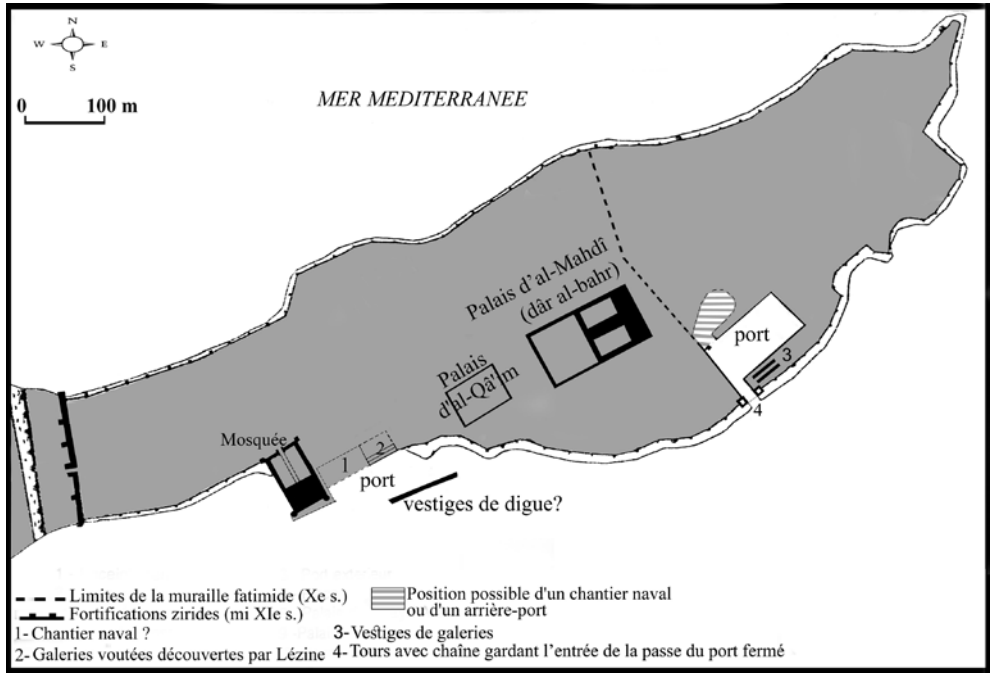 N
W E
S
0 100 m
MER MEDITERRANEE
Palais d'al-Mahdî
(dâr al-bahr)
port
3
4
Palais
d'al-Qâ'im
Mosquée
1
2
port
vestiges de digue?
Limites de la muraille fatimide (Xe s.)
Fortifications zirides (mi XIe s.)
1- Chantier naval ?
2- Galeries voutées découvertes par Lézine
Position possible d'un chantier naval
ou d'un arrière-port
3- Vestiges de galeries
4- Tours avec chaîne gardant l'entrée de la passe du port fermé